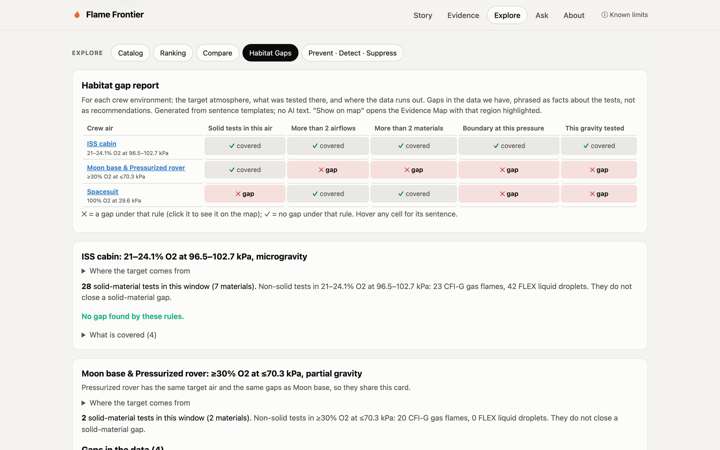 Flame Frontier
Story Evidence Explore Ask About ⓘ Known limits
EXPLORE Catalog Ranking Compare Habitat Gaps Prevent · Detect · Suppress
Habitat gap report
For each crew environment: the target atmosphere, what was tested there, and where the data runs out. Gaps in the data we have, phrased as facts about the tests, not
as recommendations. Generated from sentence templates; no AI text. "Show on map" opens the Evidence Map with that region highlighted.
Crew air Solid tests in this air More than 2 airflows More than 2 materials Boundary at this pressure This gravity tested
ISS cabin ✓ covered ✓ covered ✓ covered ✓ covered ✓ covered
21–24.1% O2 at 96.5–102.7 kPa
Moon base & Pressurized rover ✓ covered ✕ gap ✕ gap ✕ gap ✕ gap
≥30% O2 at ≤70.3 kPa
Spacesuit ✕ gap ✓ covered ✓ covered ✕ gap ✕ gap
100% O2 at 29.6 kPa
✕ = a gap under that rule (click it to see it on the map); ✓ = no gap under that rule. Hover any cell for its sentence.
ISS cabin: 21–24.1% O2 at 96.5–102.7 kPa, microgravity
▶ Where the target comes from
28 solid-material tests in this window (7 materials). Non-solid tests in 21–24.1% O2 at 96.5–102.7 kPa: 23 CFI-G gas flames, 42 FLEX liquid droplets. They do not
close a solid-material gap.
No gap found by these rules.
▶ What is covered (4)
Moon base & Pressurized rover: ≥30% O2 at ≤70.3 kPa, partial gravity
Pressurized rover has the same target air and the same gaps as Moon base, so they share this card.
▶ Where the target comes from
2 solid-material tests in this window (2 materials). Non-solid tests in ≥30% O2 at ≤70.3 kPa: 20 CFI-G gas flames, 0 FLEX liquid droplets. They do not close a
solid-material gap.
Gaps in the data (4)